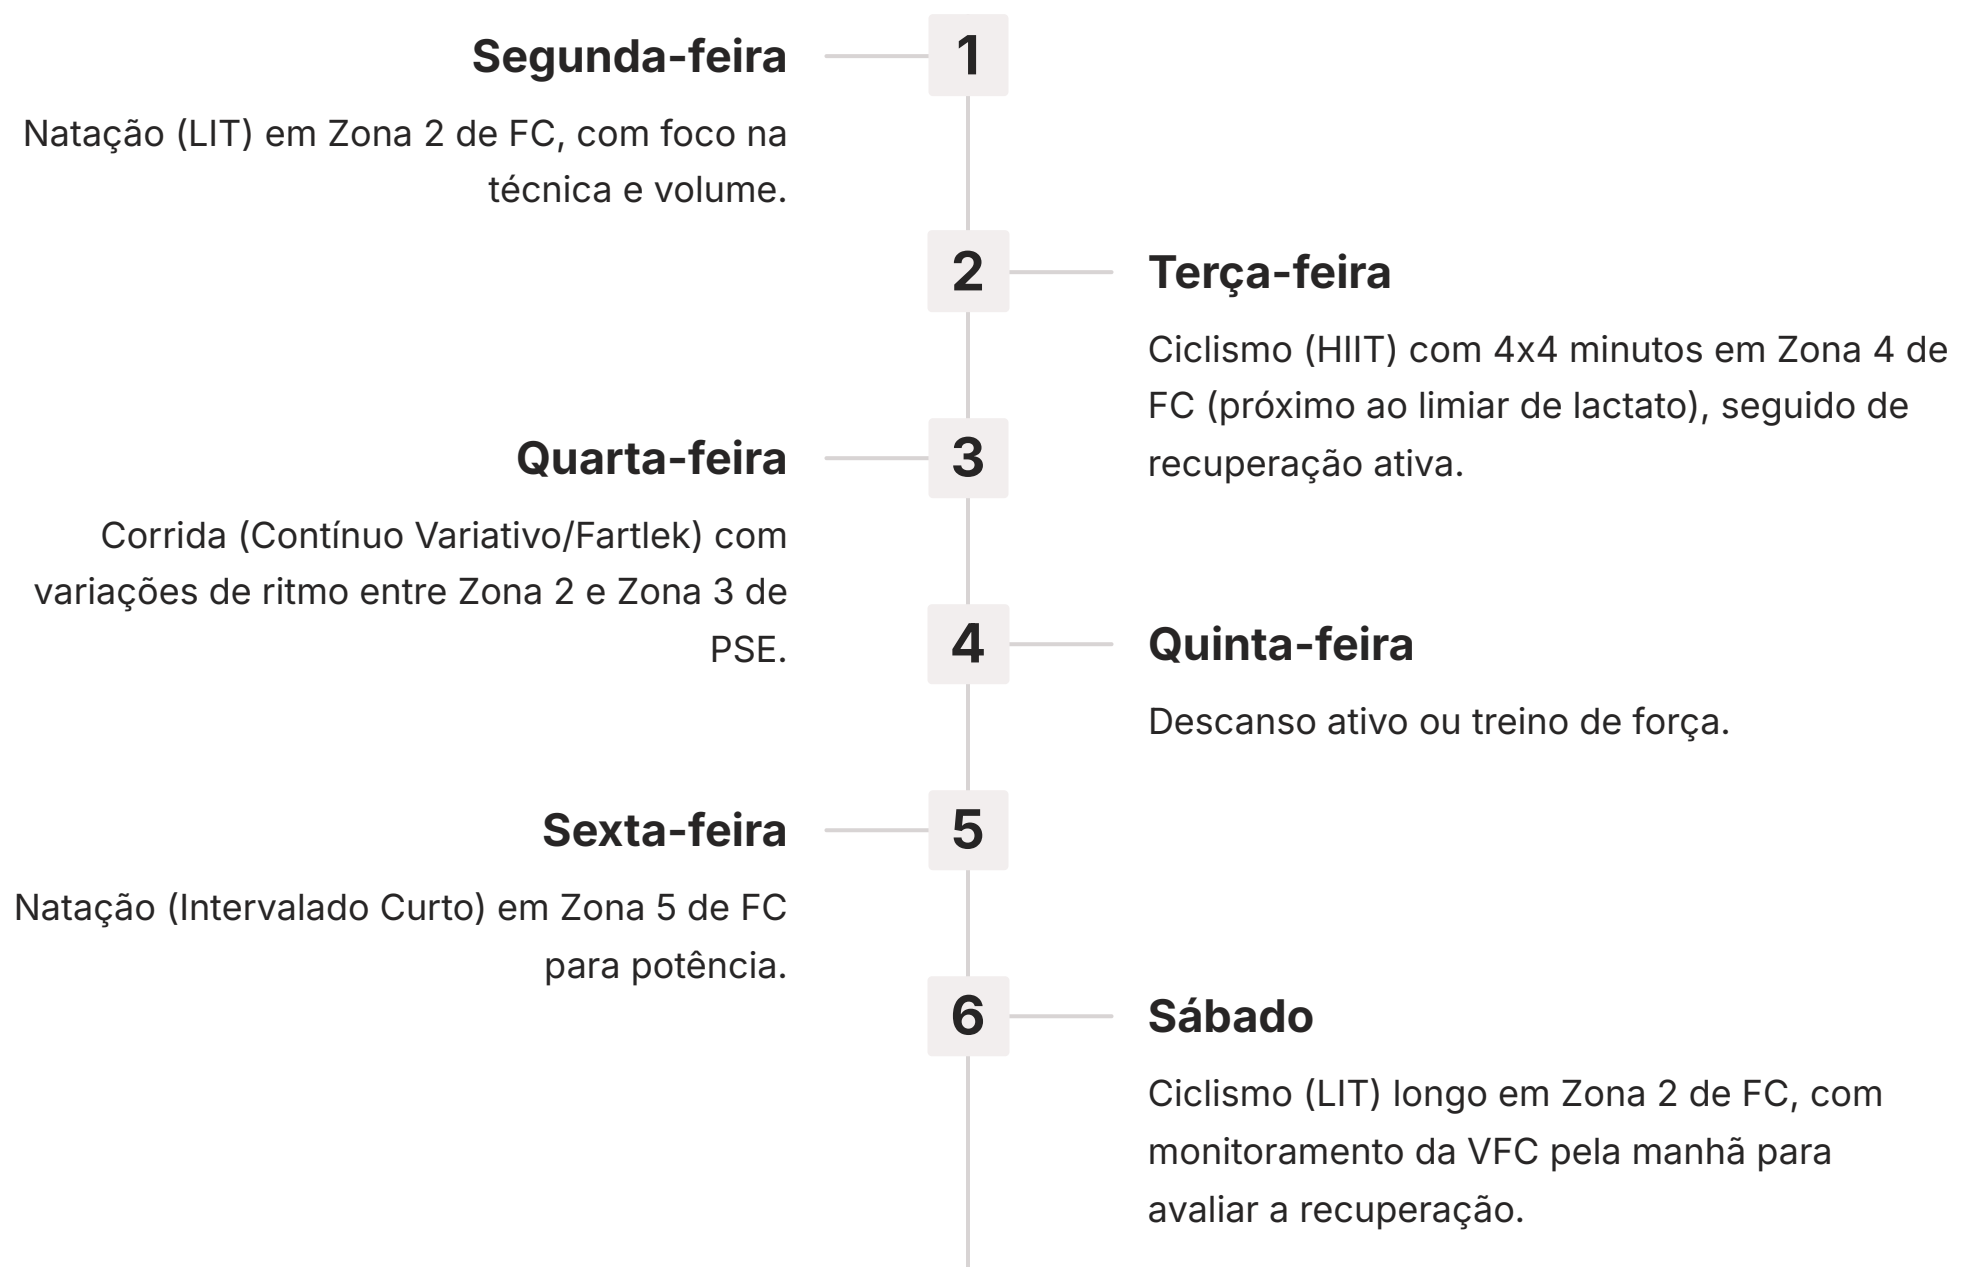 1
Segunda-feira
Natação (LIT) em Zona 2 de FC, com foco na
técnica e volume.
2
Terça-feira
Ciclismo (HIIT) com 4x4 minutos em Zona 4 de
FC (próximo ao limiar de lactato), seguido de
recuperação ativa.
3
Quarta-feira
Corrida (Contínuo Variativo/Fartlek) com
variações de ritmo entre Zona 2 e Zona 3 de
PSE.
4
Quinta-feira
Descanso ativo ou treino de força.
5
Sexta-feira
Natação (Intervalado Curto) em Zona 5 de FC
para potência.
6
Sábado
Ciclismo (LIT) longo em Zona 2 de FC, com
monitoramento da VFC pela manhã para
avaliar a recuperação.